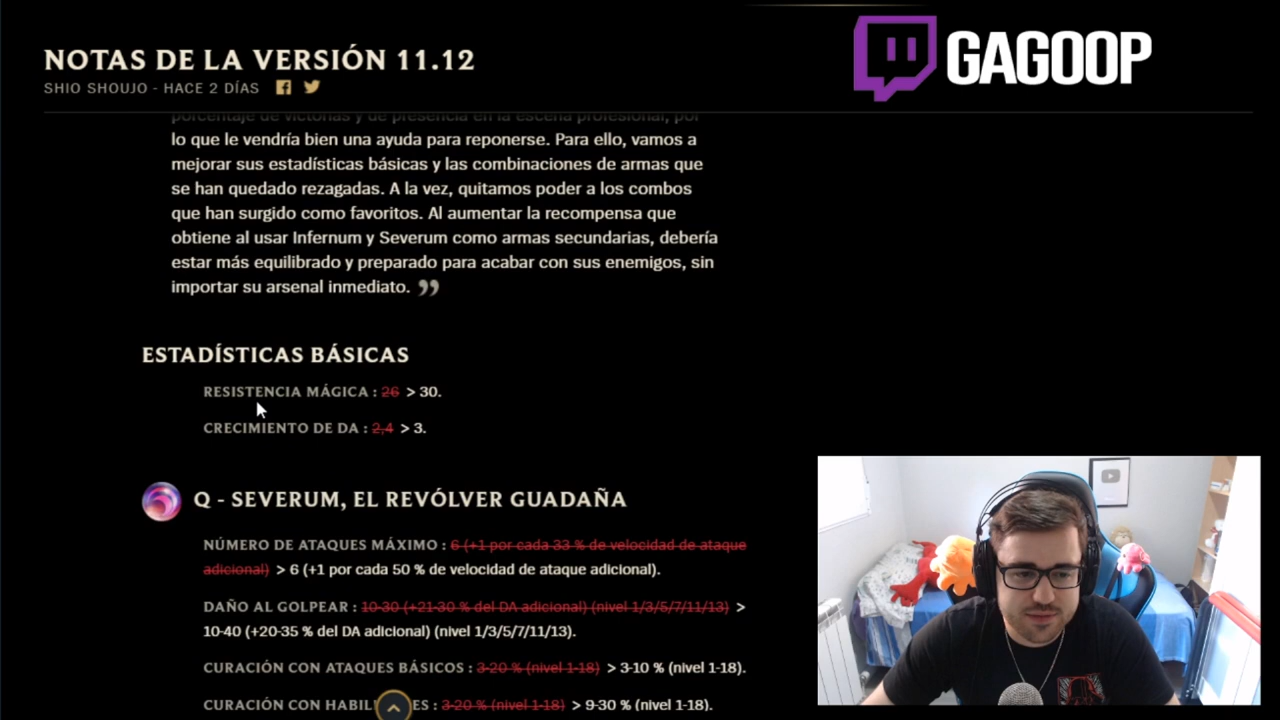 NOTAS DE LA VERSIÓN 11.12
SHIO SHOUJO - HACE 2 DÍAS
GAGOOP
porcentaje de victorias y de presencia en la escena profesional, por
lo que le vendría bien una ayuda para reponerse. Para ello, vamos a
mejorar sus estadísticas básicas y las combinaciones de armas que
se han quedado rezagadas. A la vez, quitamos poder a los combos
que han surgido como favoritos. Al aumentar la recompensa que
obtiene al usar Infernum y Severum como armas secundarias, debería
estar más equilibrado y preparado para acabar con sus enemigos, sin
importar su arsenal inmediato. ”
ESTADÍSTICAS BÁSICAS
RESISTENCIA MÁGICA : 26 > 30.
CRECIMIENTO DE DA : 2,4 > 3.
Q - SEVERUM, EL REVÓLVER GUADAÑA
NÚMERO DE ATAQUES MÁXIMO : 6 (+1 por cada 33 % de velocidad de ataque
adicional) > 6 (+1 por cada 50 % de velocidad de ataque adicional).
DAÑO AL GOLPEAR : 10-30 (+21-30 % del DA adicional) (nivel 1/3/5/7/11/13) >
10-40 (+20-35 % del DA adicional) (nivel 1/3/5/7/11/13).
CURACIÓN CON ATAQUES BÁSICOS : 3-20 % (nivel 1-18) > 3-10 % (nivel 1-18).
CURACIÓN CON HABIL ES : 3-20 % (nivel 1-18) > 9-30 % (nivel 1-18).